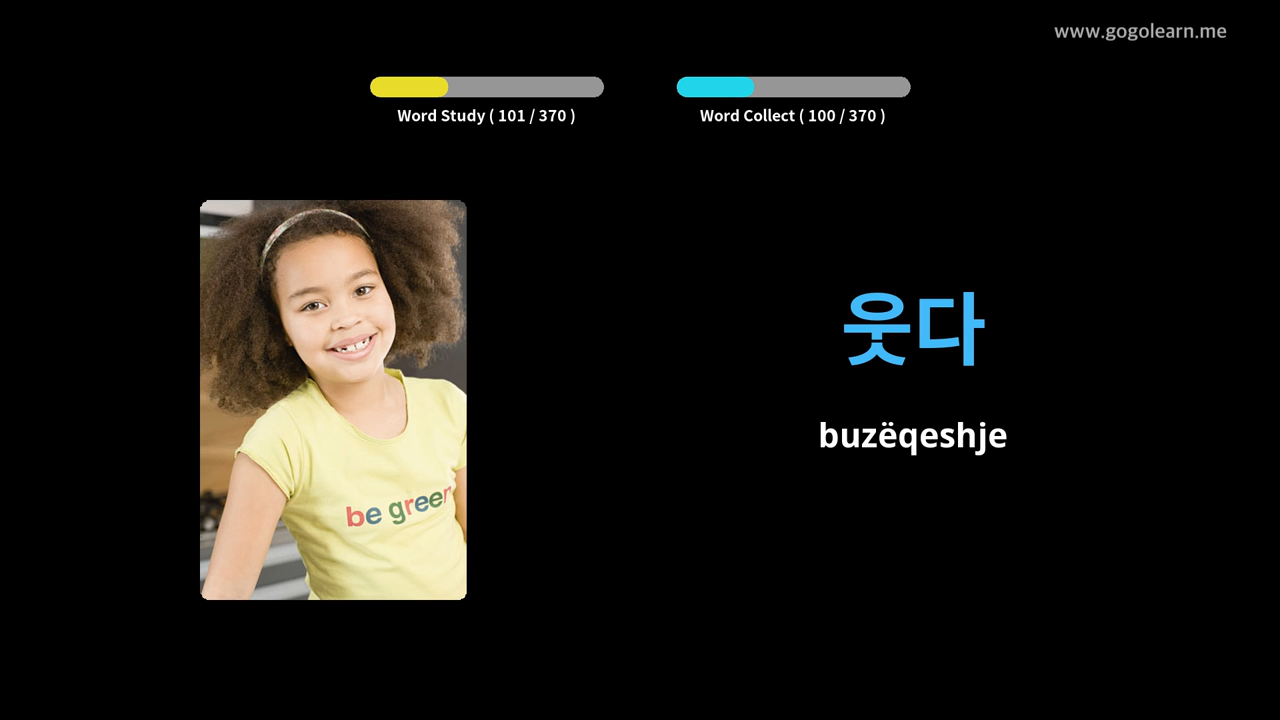 www.gogolearn.me
Word Study ( 101 / 370 )
Word Collect ( 100 / 370 )
be green
웃다
buzëqeshje